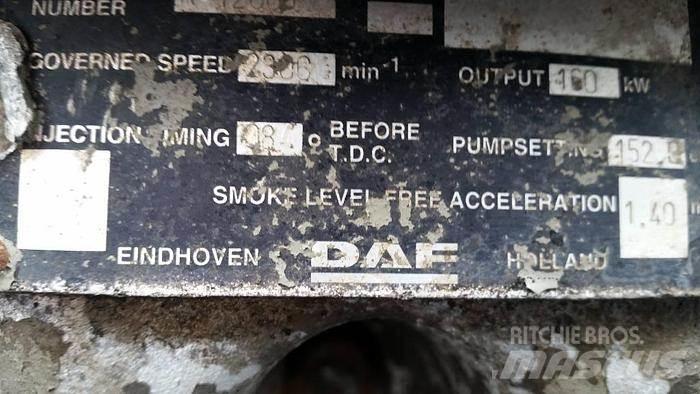 NUMBER
GOVERNED SPEED min-1 OUTPUT 160 kW
INJECTION TIMING ° BEFORE T.D.C. PUMPSETTING 152.8
SMOKE LEVEL FREE ACCELERATION 1.40
EINDHOVEN DAF HOLLAND
RITCHIE BROS.
MASCUS